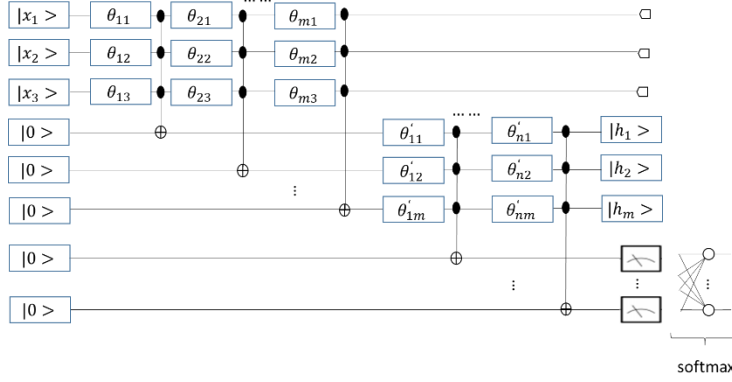 ... ...
|x₁ > θ₁₁ θ₂₁ θₘ₁
|x₂ > θ₁₂ θ₂₂ θₘ₂
|x₃ > θ₁₃ θ₂₃ θₘ₃
... ...
|0 > θ'₁₁ θ'ₙ₁ |h₁ >
|0 > θ'₁₂ θ'ₙ₂ |h₂ >
⋮
|0 > θ'₁ₘ θ'ₙₘ |hₘ >
|0 >
⋮ ⋮ ⋮
|0 >
softmax